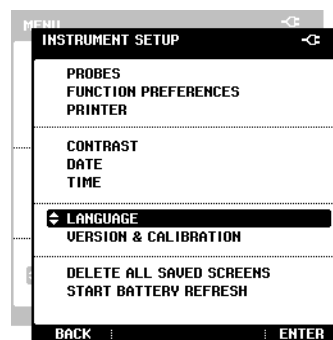 MENU
INSTRUMENT SETUP
PROBES
FUNCTION PREFERENCES
PRINTER
CONTRAST
DATE
TIME
LANGUAGE
VERSION & CALIBRATION
DELETE ALL SAVED SCREENS
START BATTERY REFRESH
BACK ENTER